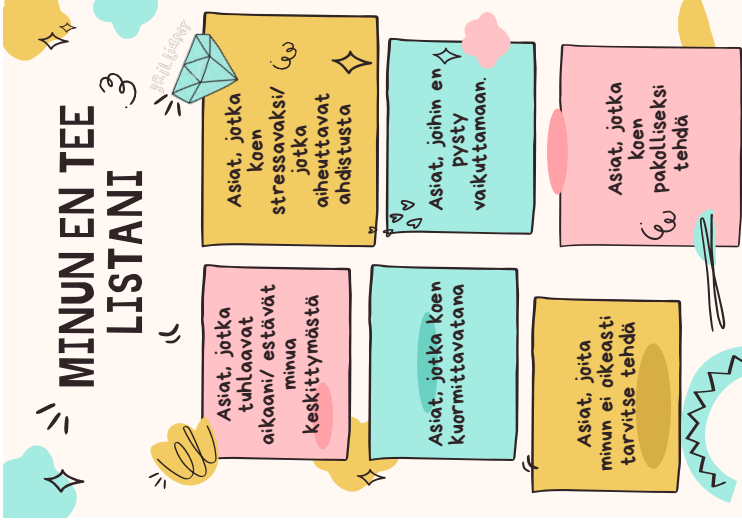 MINUN EN TEE
LISTANI
BRiLLiANT
Asiat, jotka
tuhlaavat
aikaani/ estävät
minua
keskittymästä
Asiat, jotka
koen
stressavaksi/
jotka
aiheuttavat
ahdistusta
Asiat, jotka koen
kuormittavatana
Asiat, joihin en
pysty
vaikuttamaan.
Asiat, joita
minun ei oikeasti
tarvitse tehdä
Asiat, jotka
koen
pakolliseksi
tehdä